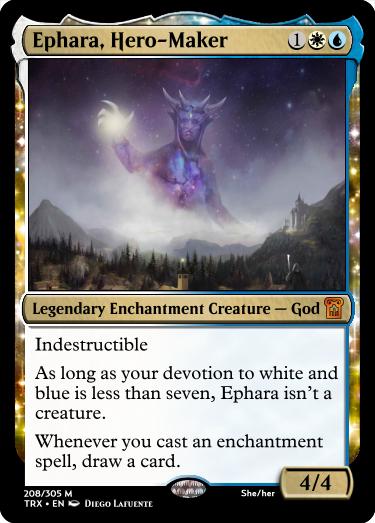 Ephara, Hero-Maker 1
Legendary Enchantment Creature — God
Indestructible
As long as your devotion to white and
blue is less than seven, Ephara isn't a
creature.
Whenever you cast an enchantment
spell, draw a card.
4/4
208/305 M She/her
TRX • EN Diego Lafuente